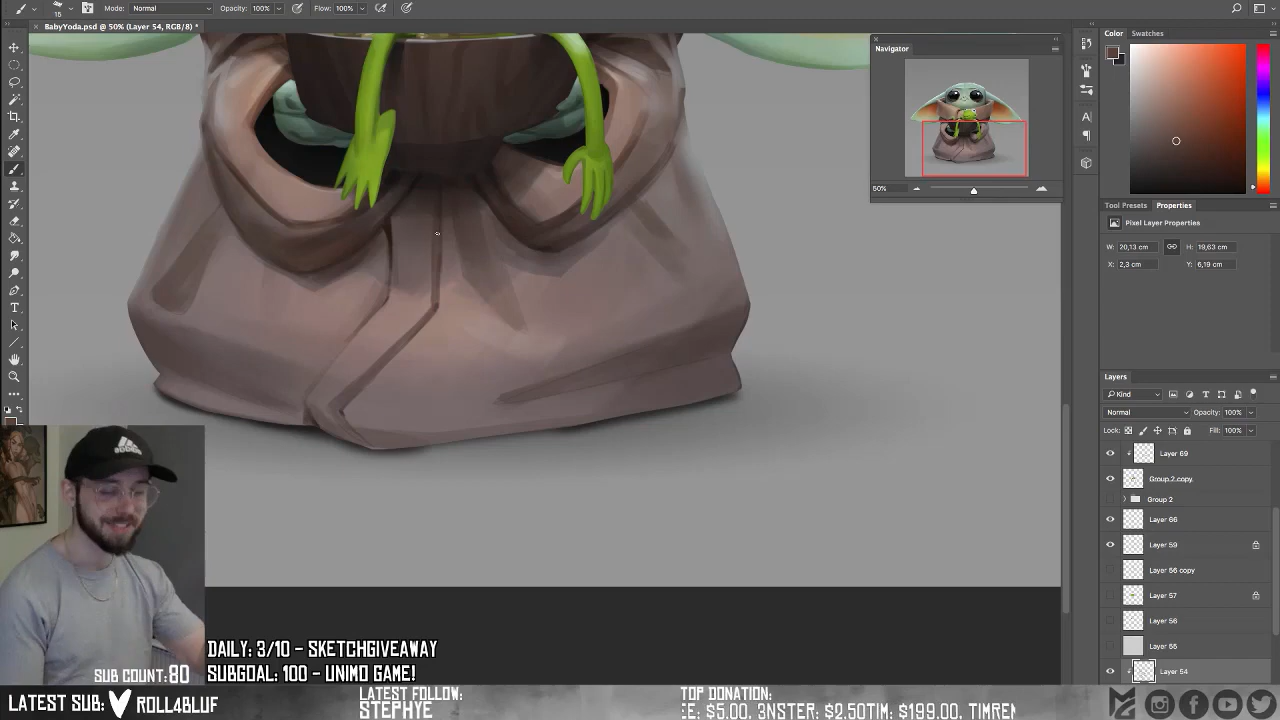 15 Mode: Normal Opacity: 100% Flow: 100%
× BabyYoda.psd @ 50% (Layer 54, RGB/8) *
Navigator
50%
Color Swatches
Tool Presets Properties
Pixel Layer Properties
W: 20,13 cm H: 19,63 cm
X: 2,3 cm Y: 6,19 cm
Layers
Kind
Normal Opacity: 100%
Lock: Fill: 100%
Layer 69
Group 2 copy
Group 2
Layer 66
Layer 59
Layer 56 copy
Layer 57
Layer 56
Layer 55
Layer 54
DAILY: 3/10 - SKETCHGIVEAWAY
SUB COUNT: 80
SUBGOAL: 100 - UNIMO GAME!
LATEST SUB: ROLL4BLUF
LATEST FOLLOW:
STEPHYE
TOP DONATION:
E: $5.00, 3NSTER: $2.50TIM: $199.00, TIMREN